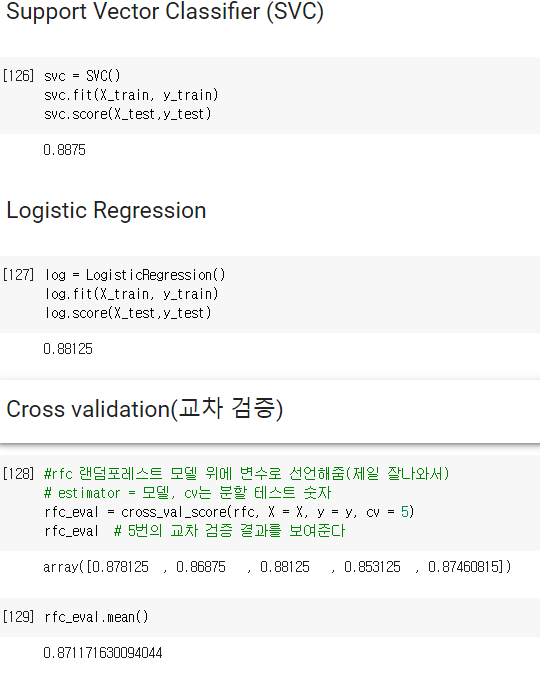 Support Vector Classifier (SVC)
[126] svc = SVC()
svc.fit(X_train, y_train)
svc.score(X_test,y_test)
0.8875
Logistic Regression
[127] log = LogisticRegression()
log.fit(X_train, y_train)
log.score(X_test,y_test)
0.88125
Cross validation(교차 검증)
[128] #rfc 랜덤포레스트 모델 위에 변수로 선언해줌(제일 잘나와서)
# estimator = 모델, cv는 분할 테스트 숫자
rfc_eval = cross_val_score(rfc, X = X, y = y, cv = 5)
rfc_eval # 5번의 교차 검증 결과를 보여준다
array([0.878125 , 0.86875 , 0.88125 , 0.853125 , 0.87460815])
[129] rfc_eval.mean()
0.871171630094044